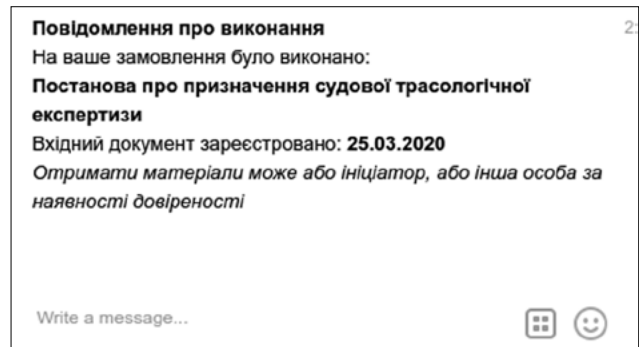 Повідомлення про виконання
На ваше замовлення було виконано:
Постанова про призначення судової трасологічної
експертизи
Вхідний документ зареєстровано: 25.03.2020
Отримати матеріали може або ініціатор, або інша особа за
наявності довіреності
Write a message...